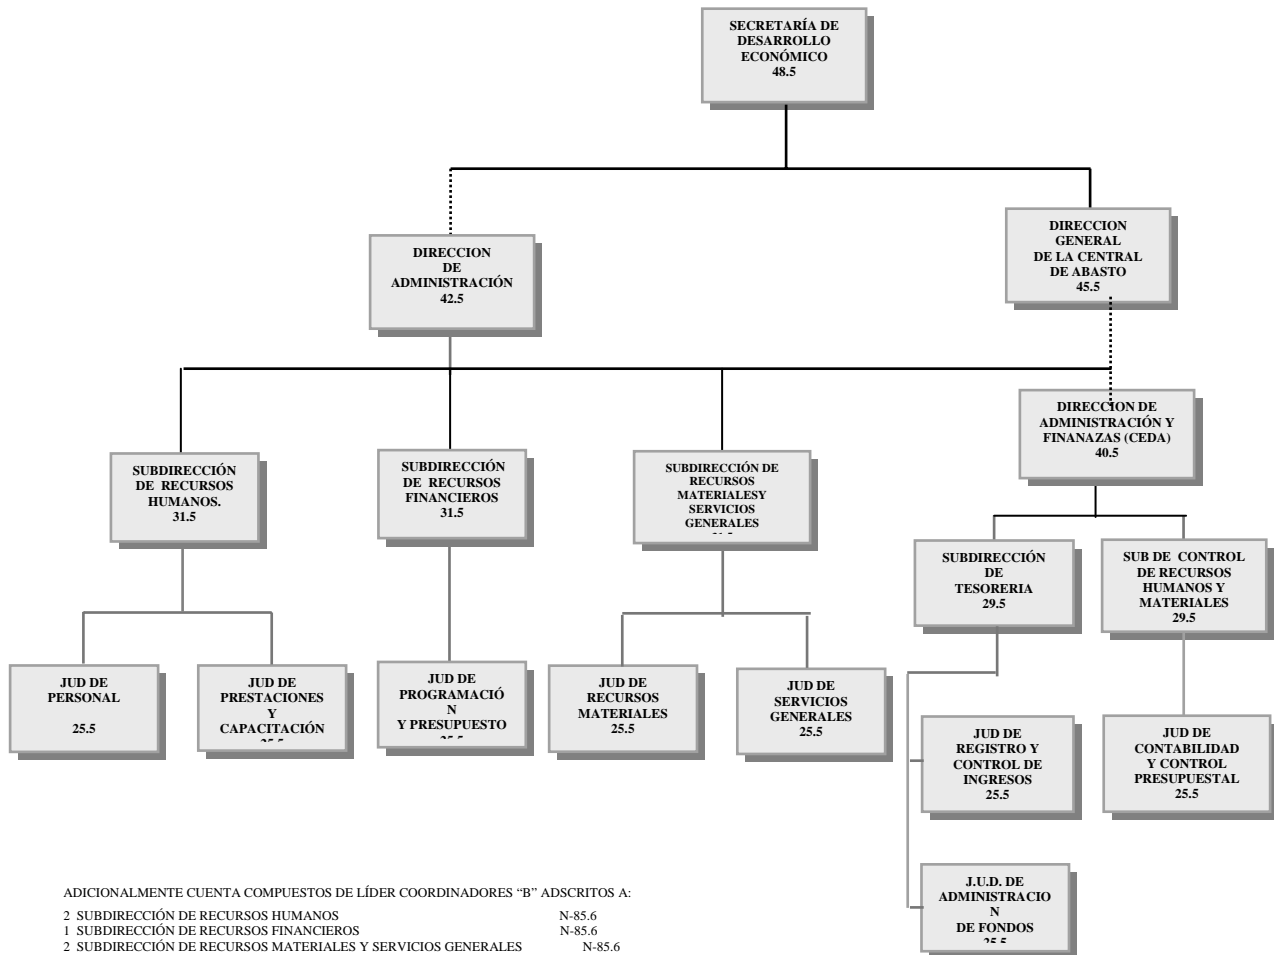 SECRETARÍA DE
DESARROLLO
ECONÓMICO
48.5
DIRECCION
DE
ADMINISTRACIÓN
42.5
DIRECCION
GENERAL
DE LA CENTRAL
DE ABASTO
45.5
DIRECCION DE
ADMINISTRACIÓN Y
FINANAZAS (CEDA)
40.5
SUBDIRECCIÓN
DE RECURSOS
HUMANOS.
31.5
SUBDIRECCIÓN
DE RECURSOS
FINANCIEROS
31.5
SUBDIRECCIÓN DE
RECURSOS
MATERIALESY
SERVICIOS
GENERALES
SUBDIRECCIÓN
DE
TESORERIA
29.5
SUB DE CONTROL
DE RECURSOS
HUMANOS Y
MATERIALES
29.5
JUD DE
PERSONAL
25.5
JUD DE
PRESTACIONES
Y
CAPACITACIÓN
25.5
JUD DE
PROGRAMACIÓ
N
Y PRESUPUESTO
25.5
JUD DE
RECURSOS
MATERIALES
25.5
JUD DE
SERVICIOS
GENERALES
25.5
JUD DE
REGISTRO Y
CONTROL DE
INGRESOS
25.5
JUD DE
CONTABILIDAD
Y CONTROL
PRESUPUESTAL
25.5
J.U.D. DE
ADMINISTRACIO
N
DE FONDOS
25.5
ADICIONALMENTE CUENTA COMPUESTOS DE LÍDER COORDINADORES “B” ADSCRITOS A:
2 SUBDIRECCIÓN DE RECURSOS HUMANOS N-85.6
1 SUBDIRECCIÓN DE RECURSOS FINANCIEROS N-85.6
2 SUBDIRECCIÓN DE RECURSOS MATERIALES Y SERVICIOS GENERALES N-85.6